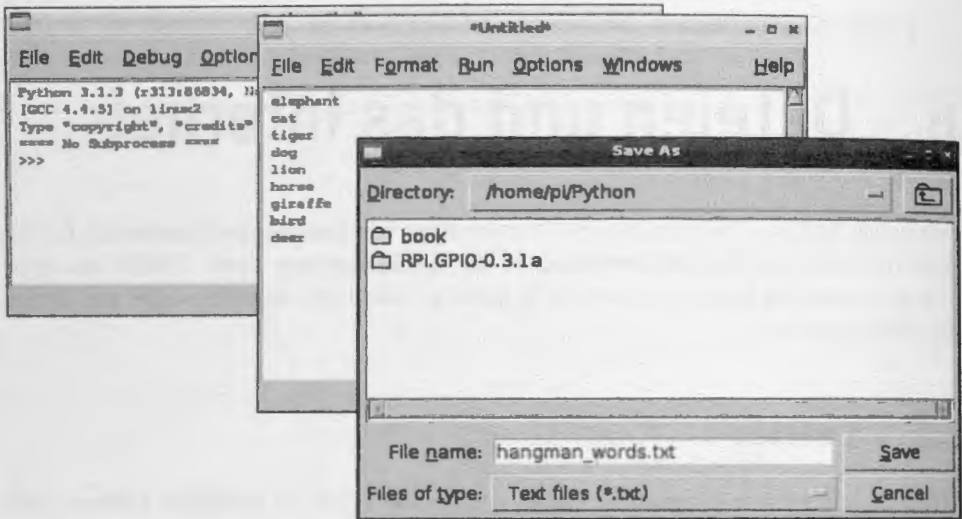 File Edit Debug Option
Python 3.1.3 (r313:86834, N
[GCC 4.4.5] on linux2
Type "copyright", "credits"
==== No Subprocess ====
>>>
*Untitled*
File Edit Format Run Options Windows Help
elephant
cat
tiger
dog
lion
horse
giraffe
bird
deer
Save As
Directory: /home/pi/Python
book
RPi.GPIO-0.3.1a
File name: hangman_words.txt Save
Files of type: Text files (*.txt) Cancel